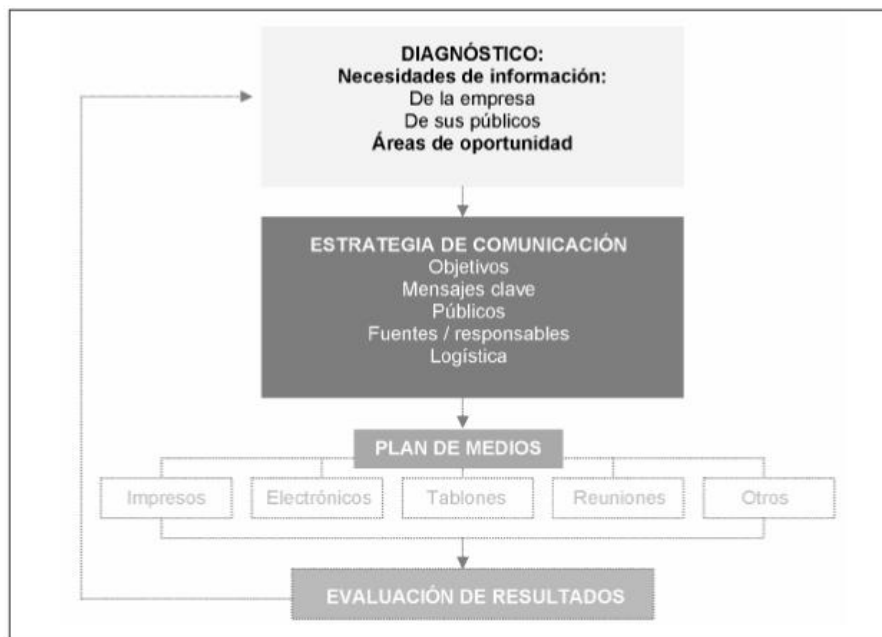 DIAGNÓSTICO:
Necesidades de información:
De la empresa
De sus públicos
Áreas de oportunidad
ESTRATEGIA DE COMUNICACIÓN
Objetivos
Mensajes clave
Públicos
Fuentes / responsables
Logística
PLAN DE MEDIOS
Impresos
Electrónicos
Tablones
Reuniones
Otros
EVALUACIÓN DE RESULTADOS